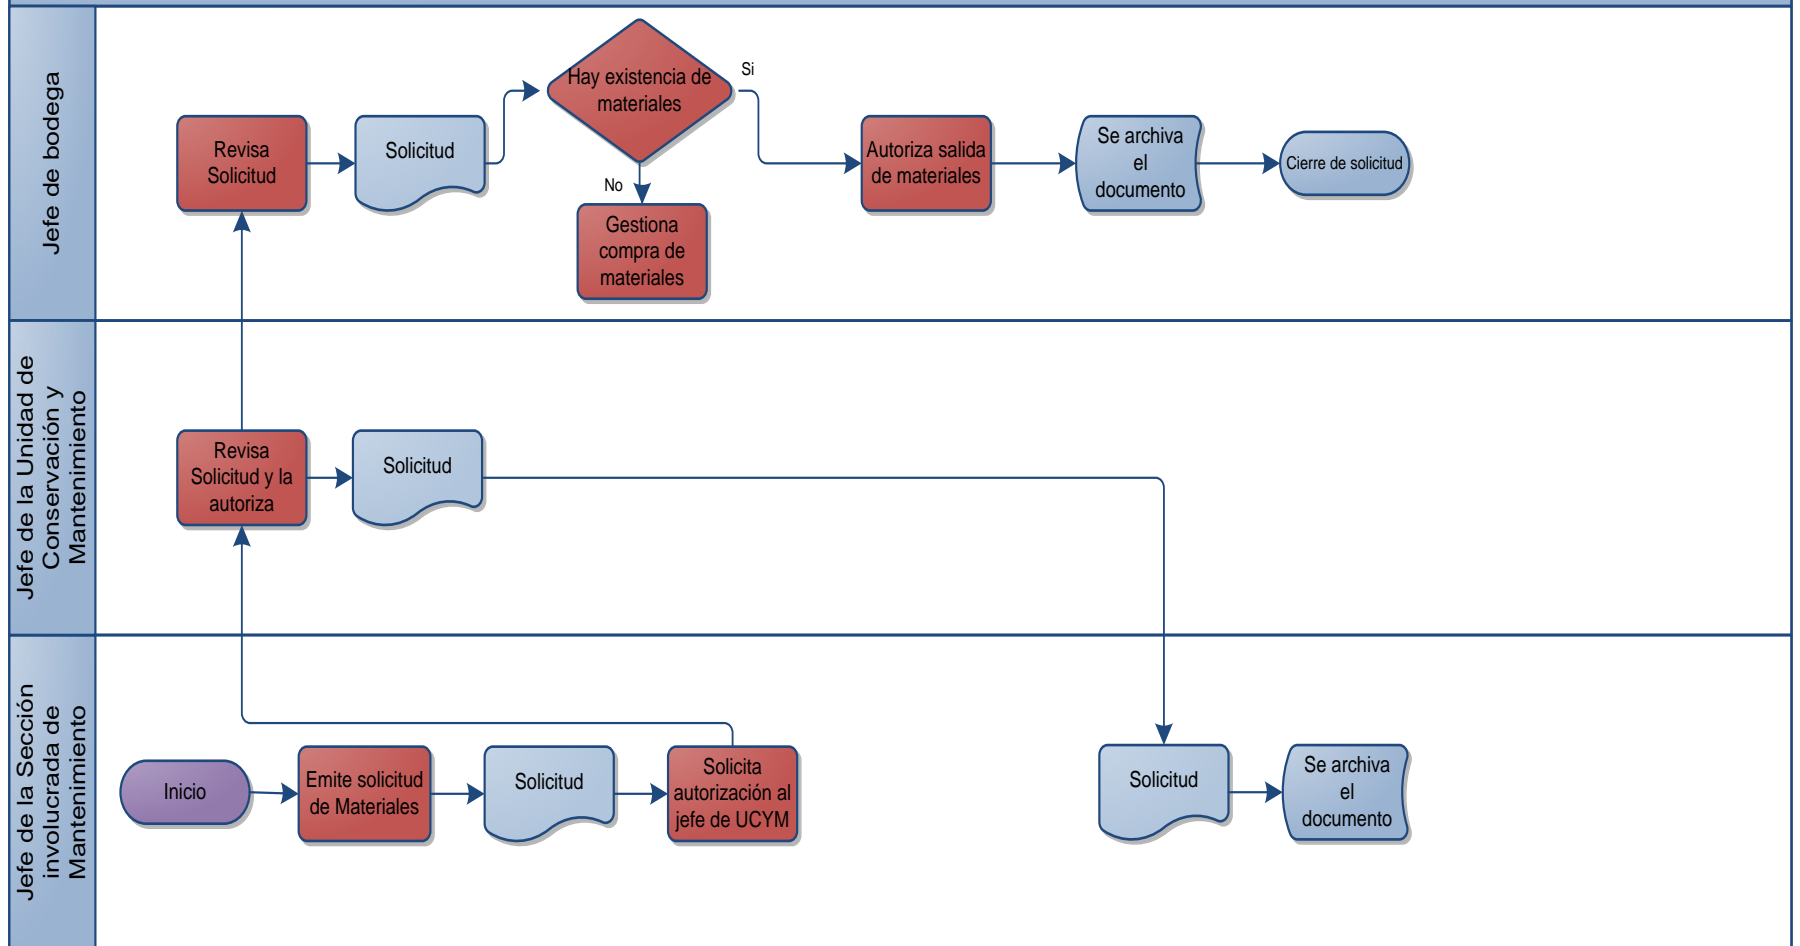 Jefe de bodega
Revisa
Solicitud
Solicitud
Hay existencia de
materiales
Si
No
Gestiona
compra de
materiales
Autoriza salida
de materiales
Se archiva
el
documento
Cierre de solicitud
Jefe de la Unidad de
Conservación y
Mantenimiento
Revisa
Solicitud y la
autoriza
Solicitud
Jefe de la Sección
involucrada de
Mantenimiento
Inicio
Emite solicitud
de Materiales
Solicitud
Solicita
autorización al
jefe de UCYM
Solicitud
Se archiva
el
documento